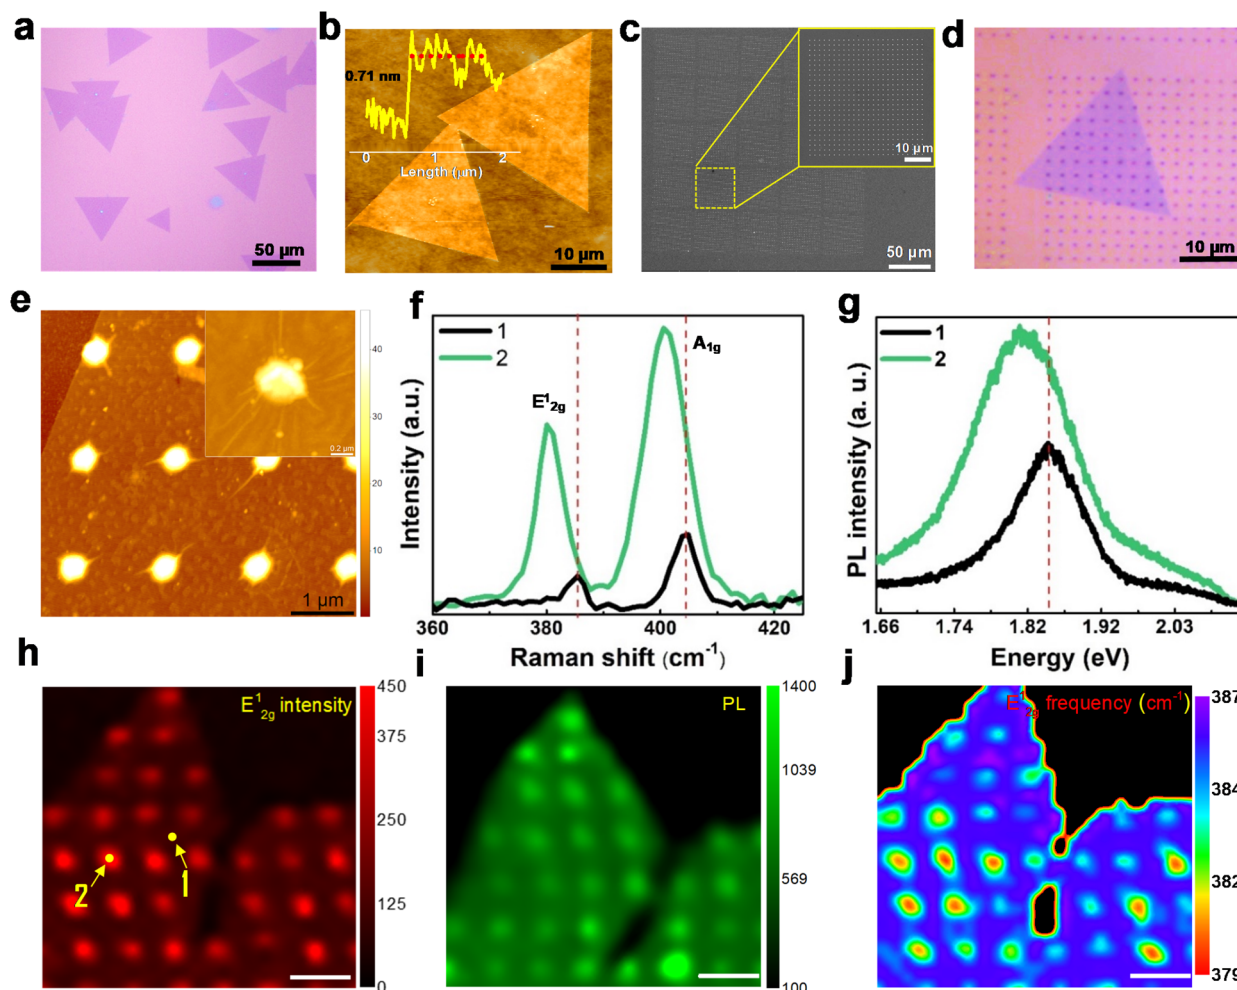 a
50 µm
b
0.71 nm
0 1 2
Length (µm)
10 µm
c
10 µm
50 µm
d
10 µm
e
0.2 µm
1 µm
40
30
20
10
f
1
2
E¹2g
A1g
Intensity (a.u.)
360 380 400 420
Raman shift (cm⁻¹)
g
1
2
PL intensity (a. u.)
1.66 1.74 1.82 1.92 2.03
Energy (eV)
h
E¹2g intensity
2
1
450
375
250
225
125
0
i
PL
1400
1039
569
100
j
E¹2g frequency (cm⁻¹)
387
384
382
379